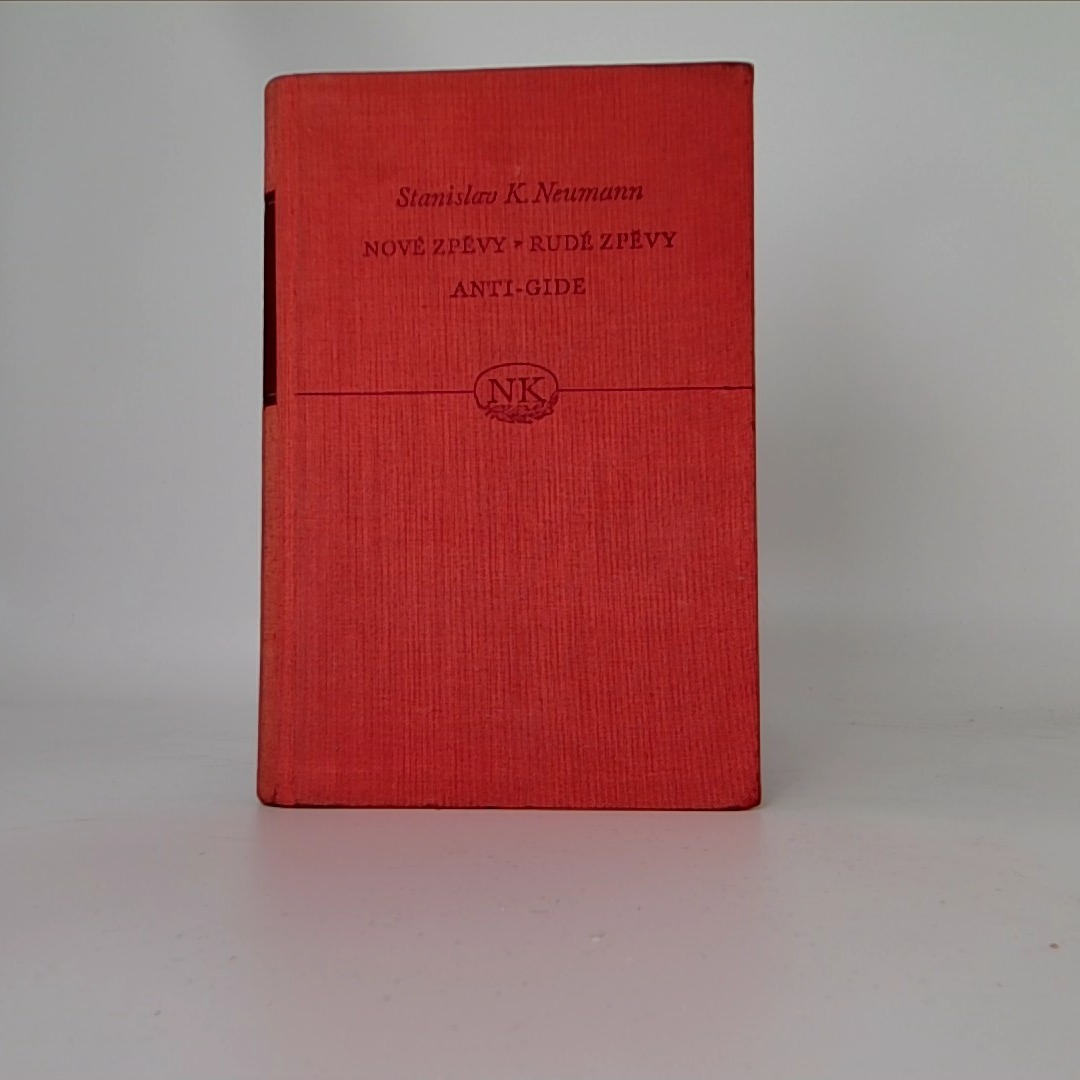 Stanislav K. Neumann
NOVÉ ZPĚVY * RUDÉ ZPĚVY
ANTI-GIDE
NK